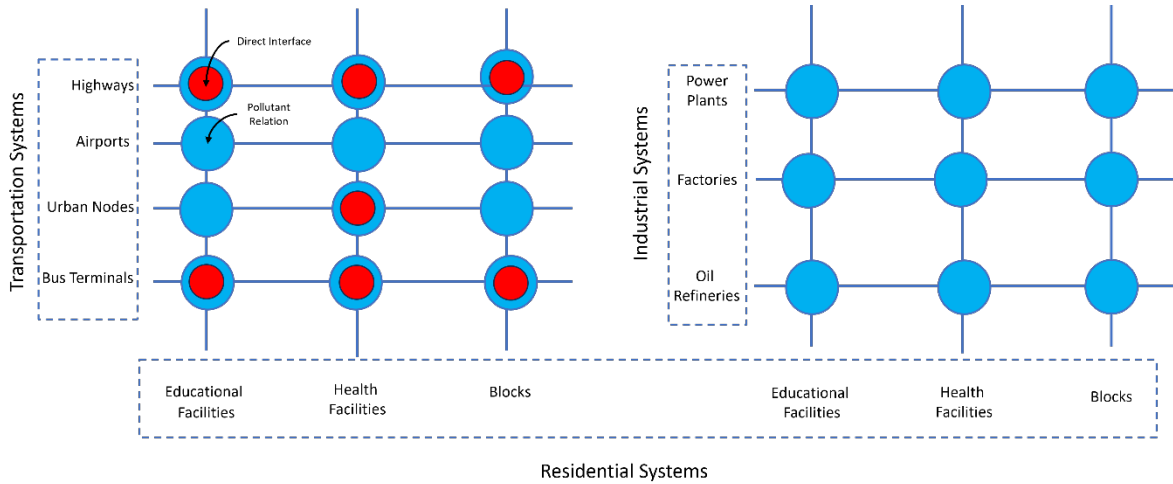 Direct Interface
Highways
Pollutant
Relation
Airports
Urban Nodes
Bus Terminals
Transportation Systems
Power
Plants
Factories
Oil
Refineries
Industrial Systems
Educational
Facilities
Health
Facilities
Blocks
Educational
Facilities
Health
Facilities
Blocks
Residential Systems